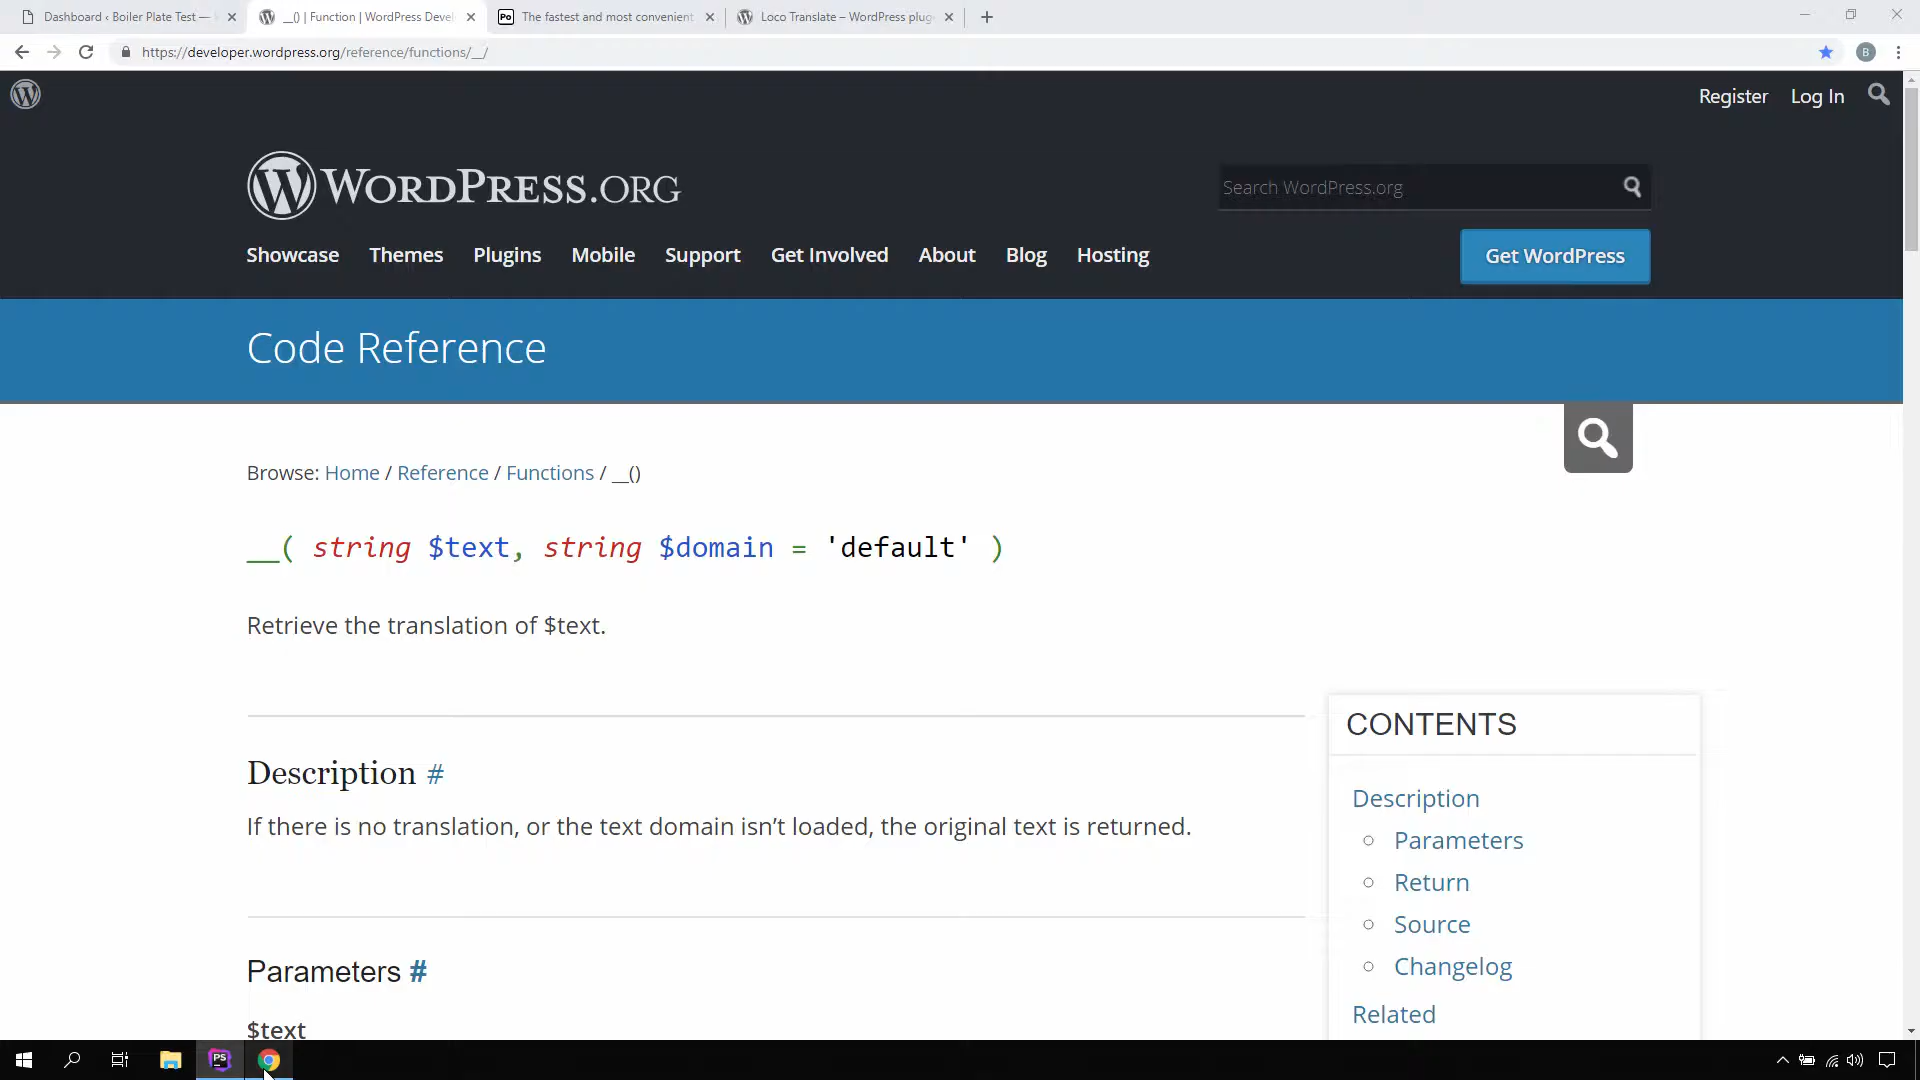 Dashboard ‹ Boiler Plate Test —
__() | Function | WordPress Devel
Po
The fastest and most convenient
Loco Translate – WordPress plug
https://developer.wordpress.org/reference/functions/__/
B
Register
Log In
WORDPRESS.ORG
Search WordPress.org
Showcase
Themes
Plugins
Mobile
Support
Get Involved
About
Blog
Hosting
Get WordPress
Code Reference
Browse: Home / Reference / Functions / __()
__( string $text, string $domain = 'default' )
Retrieve the translation of $text.
Description #
If there is no translation, or the text domain isn’t loaded, the original text is returned.
Parameters #
$text
CONTENTS
Description
Parameters
Return
Source
Changelog
Related
PS